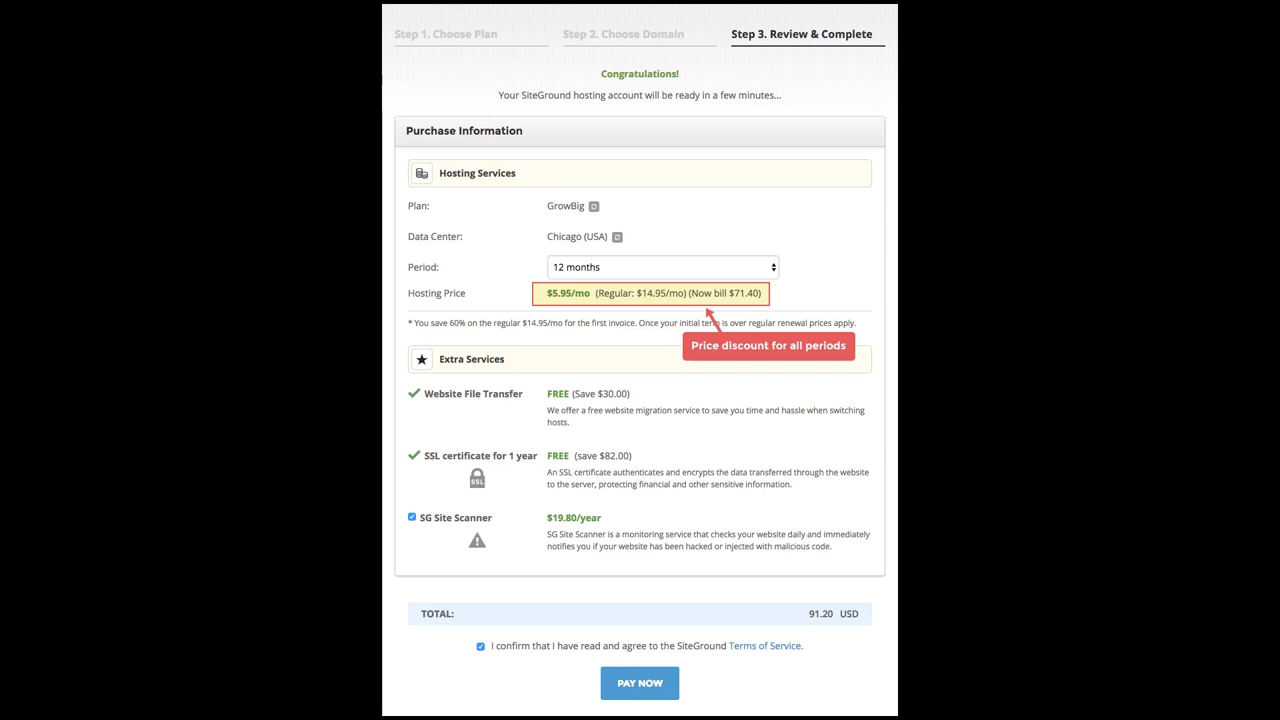 Step 1. Choose Plan
Step 2. Choose Domain
Step 3. Review & Complete
Congratulations!
Your SiteGround hosting account will be ready in a few minutes...
Purchase Information
Hosting Services
Plan: GrowBig
Data Center: Chicago (USA)
Period: 12 months
Hosting Price $5.95/mo (Regular: $14.95/mo) (Now bill $71.40)
* You save 60% on the regular $14.95/mo for the first invoice. Once your initial term is over regular renewal prices apply.
Price discount for all periods
Extra Services
Website File Transfer FREE (Save $30.00)
We offer a free website migration service to save you time and hassle when switching
hosts.
SSL certificate for 1 year FREE (save $82.00)
SSL
An SSL certificate authenticates and encrypts the data transferred through the website
to the server, protecting financial and other sensitive information.
SG Site Scanner $19.80/year
SG Site Scanner is a monitoring service that checks your website daily and immediately
notifies you if your website has been hacked or injected with malicious code.
TOTAL: 91.20 USD
I confirm that I have read and agree to the SiteGround Terms of Service.
PAY NOW